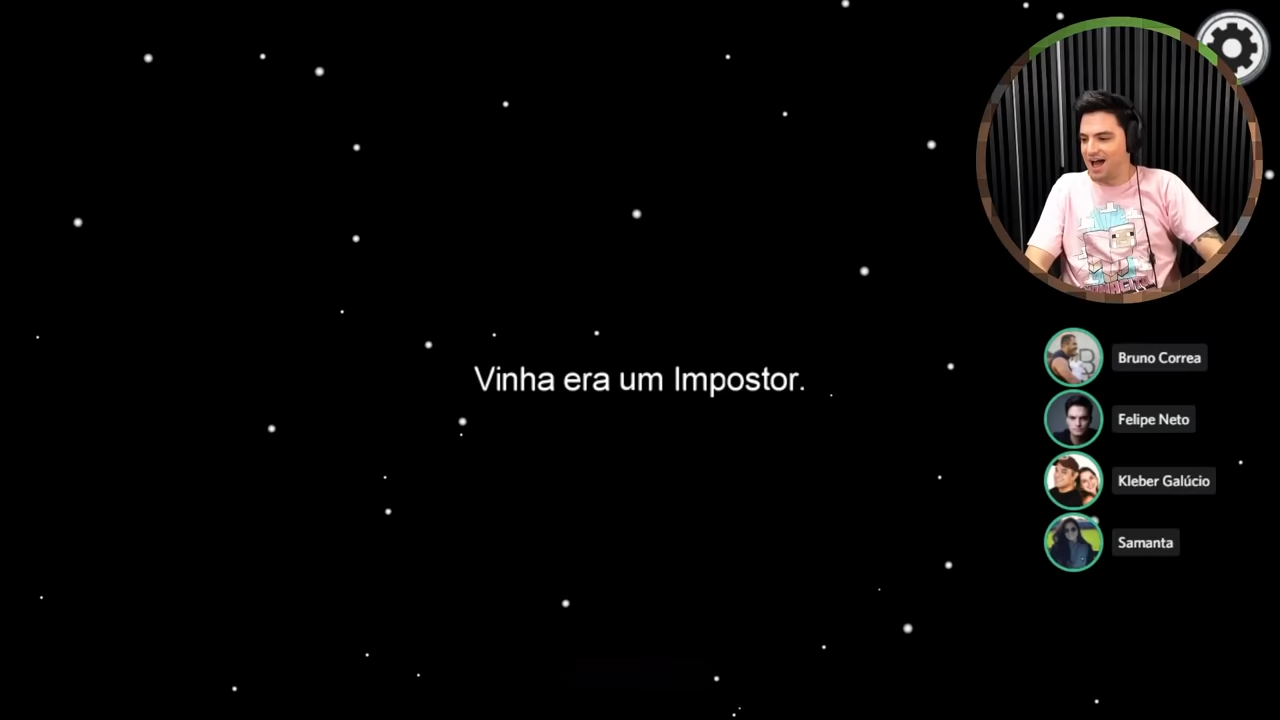 Vinha era um Impostor.
Bruno Correa
Felipe Neto
Kleber Galúcio
Samanta